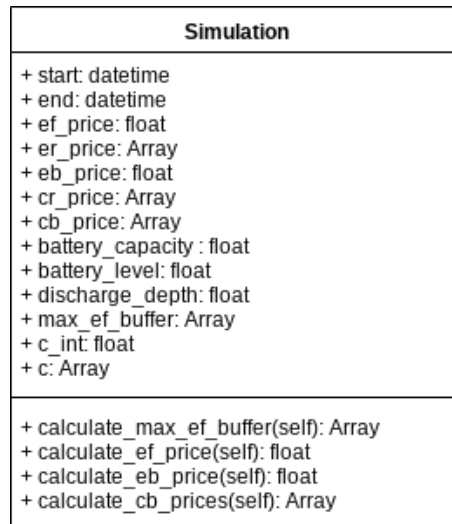 Simulation
+ start: datetime
+ end: datetime
+ ef_price: float
+ er_price: Array
+ eb_price: float
+ cr_price: Array
+ cb_price: Array
+ battery_capacity : float
+ battery_level: float
+ discharge_depth: float
+ max_ef_buffer: Array
+ c_int: float
+ c: Array
+ calculate_max_ef_buffer(self): Array
+ calculate_ef_price(self): float
+ calculate_eb_price(self): float
+ calculate_cb_prices(self): Array